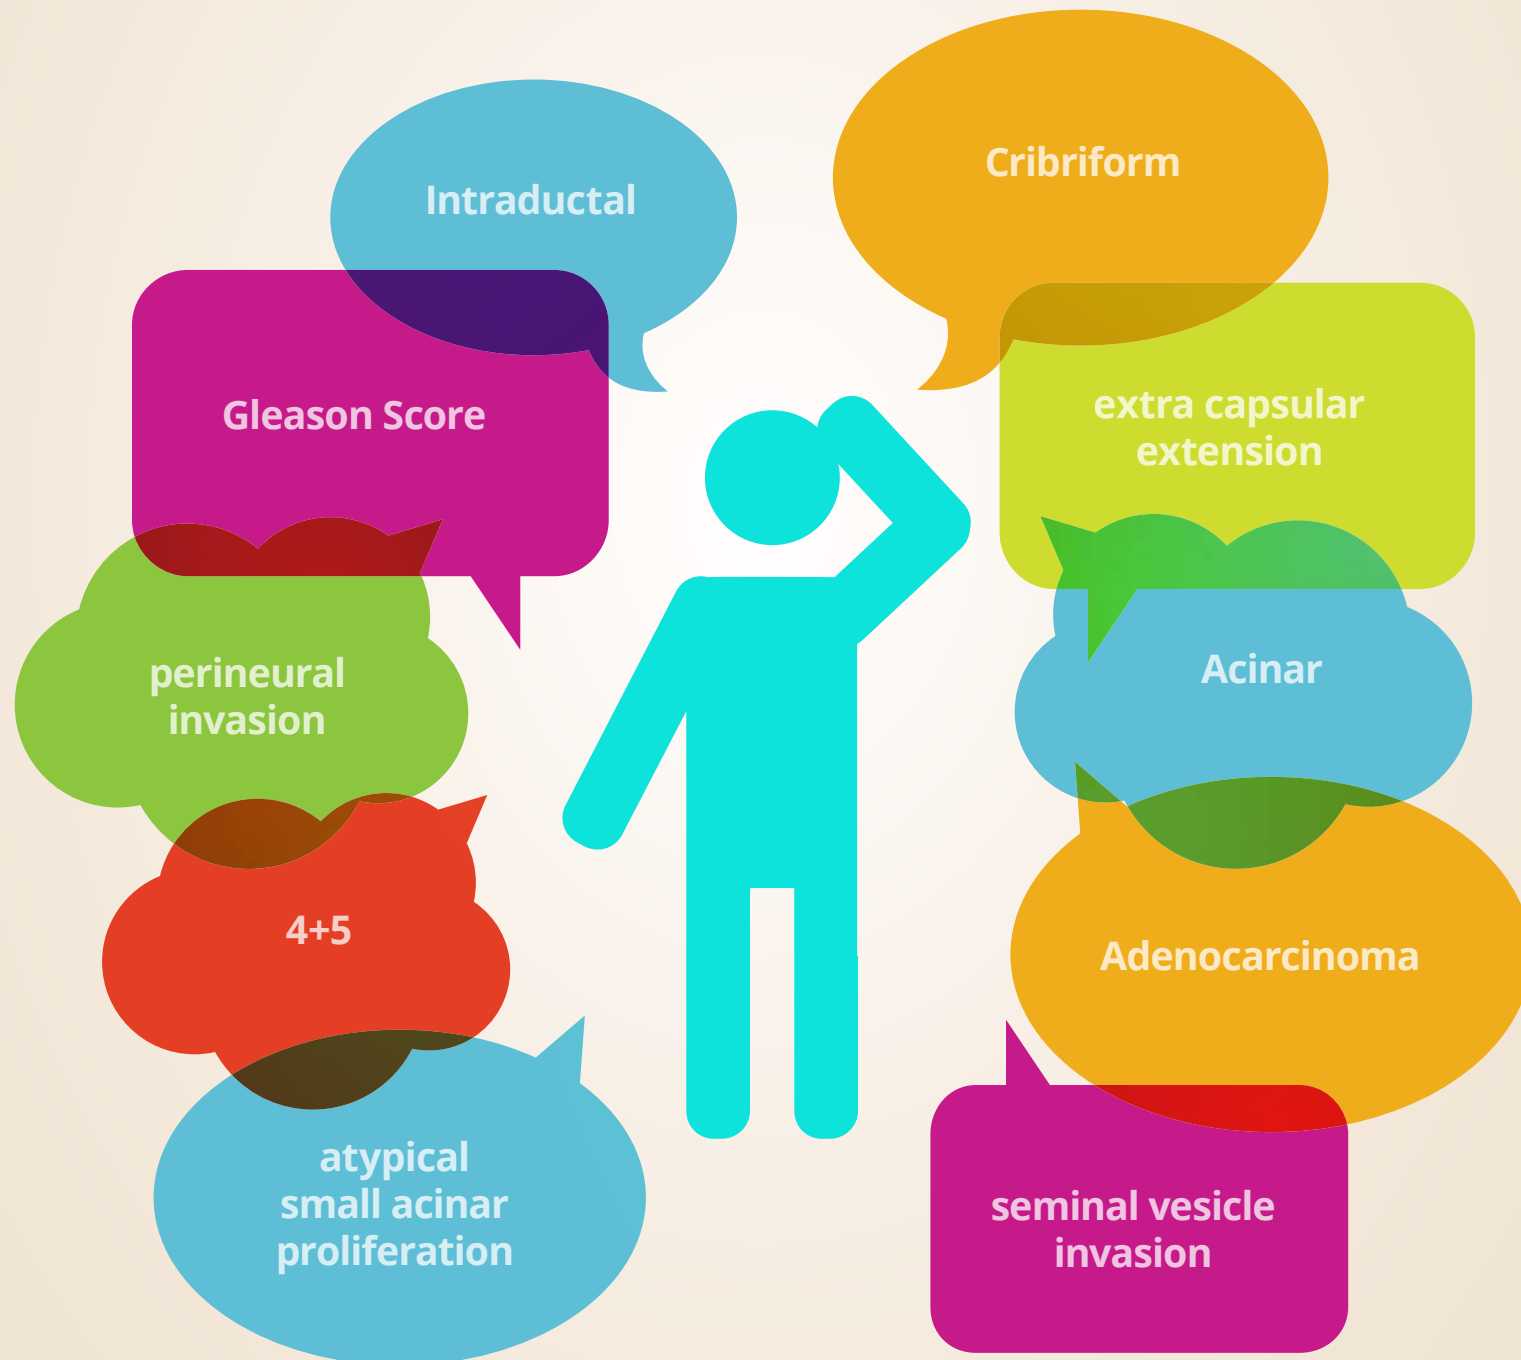 Intraductal
Cribriform
Gleason Score
extra capsular
extension
perineural
invasion
Acinar
4+5
Adenocarcinoma
atypical
small acinar
proliferation
seminal vesicle
invasion